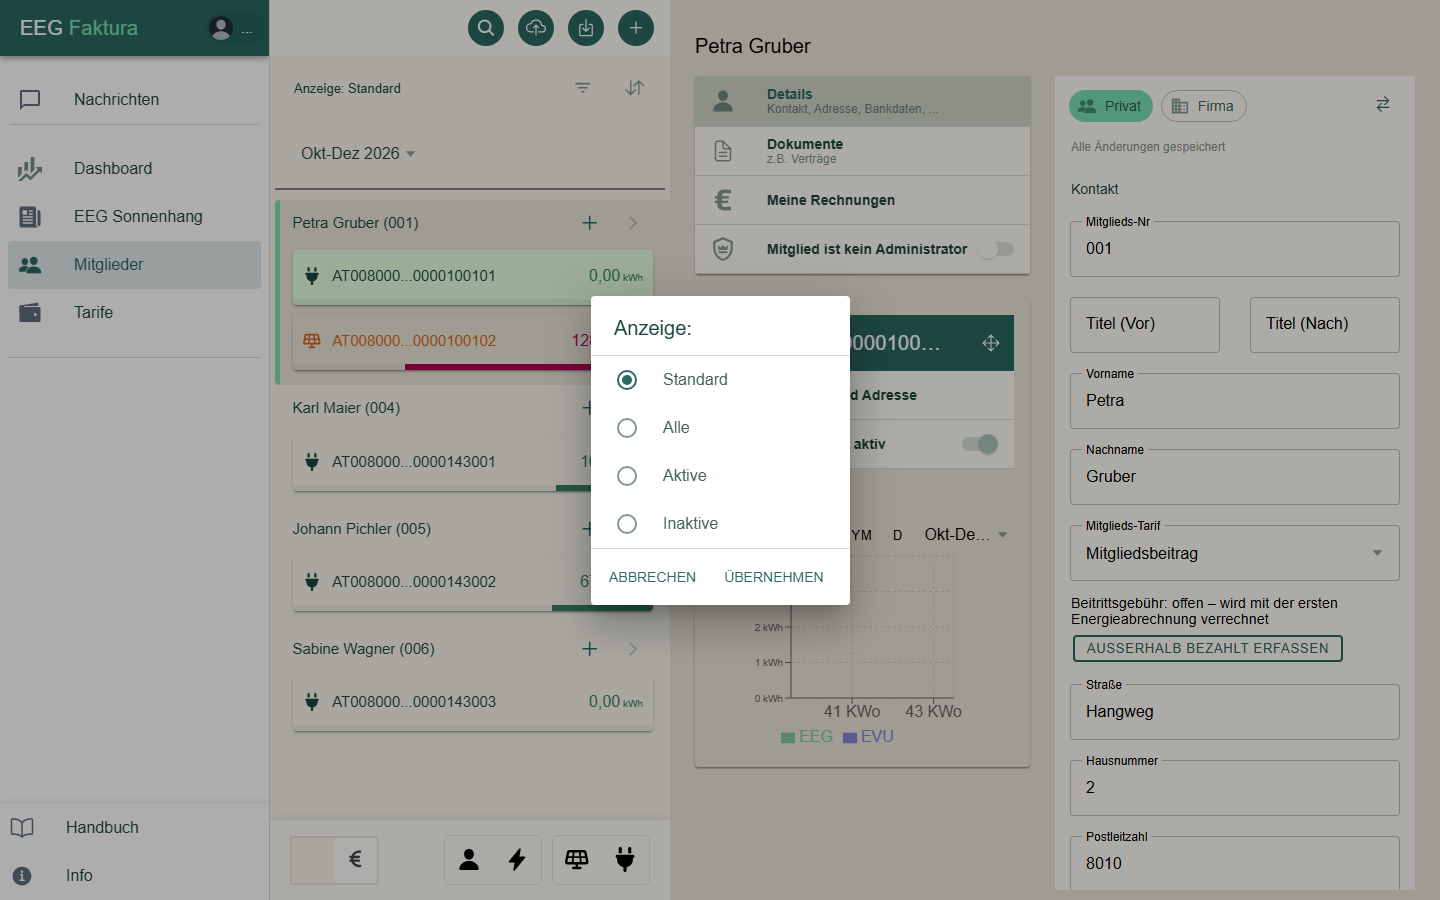 EEG Faktura
...
Nachrichten
Dashboard
EEG Sonnenhang
Mitglieder
Tarife
Handbuch
Info
Anzeige: Standard
Okt-Dez 2026
Petra Gruber (001)
AT008000...0000100101
0,00 kWh
AT008000...0000100102
Karl Maier (004)
AT008000...0000143001
Johann Pichler (005)
AT008000...0000143002
Sabine Wagner (006)
AT008000...0000143003
0,00 kWh
€
Anzeige:
Standard
Alle
Aktive
Inaktive
ABBRECHEN
ÜBERNEHMEN
Petra Gruber
Details
Kontakt, Adresse, Bankdaten, ...
Dokumente
z.B. Verträge
Meine Rechnungen
Mitglied ist kein Administrator
Adresse
aktiv
YM
D
Okt-De...
2 kWh
1 kWh
0 kWh
41 KWo
43 KWo
EEG
EVU
Privat
Firma
Alle Änderungen gespeichert
Kontakt
Mitglieds-Nr
001
Titel (Vor)
Titel (Nach)
Vorname
Petra
Nachname
Gruber
Mitglieds-Tarif
Mitgliedsbeitrag
Beitrittsgebühr: offen – wird mit der ersten
Energieabrechnung verrechnet
AUSSERHALB BEZAHLT ERFASSEN
Straße
Hangweg
Hausnummer
2
Postleitzahl
8010